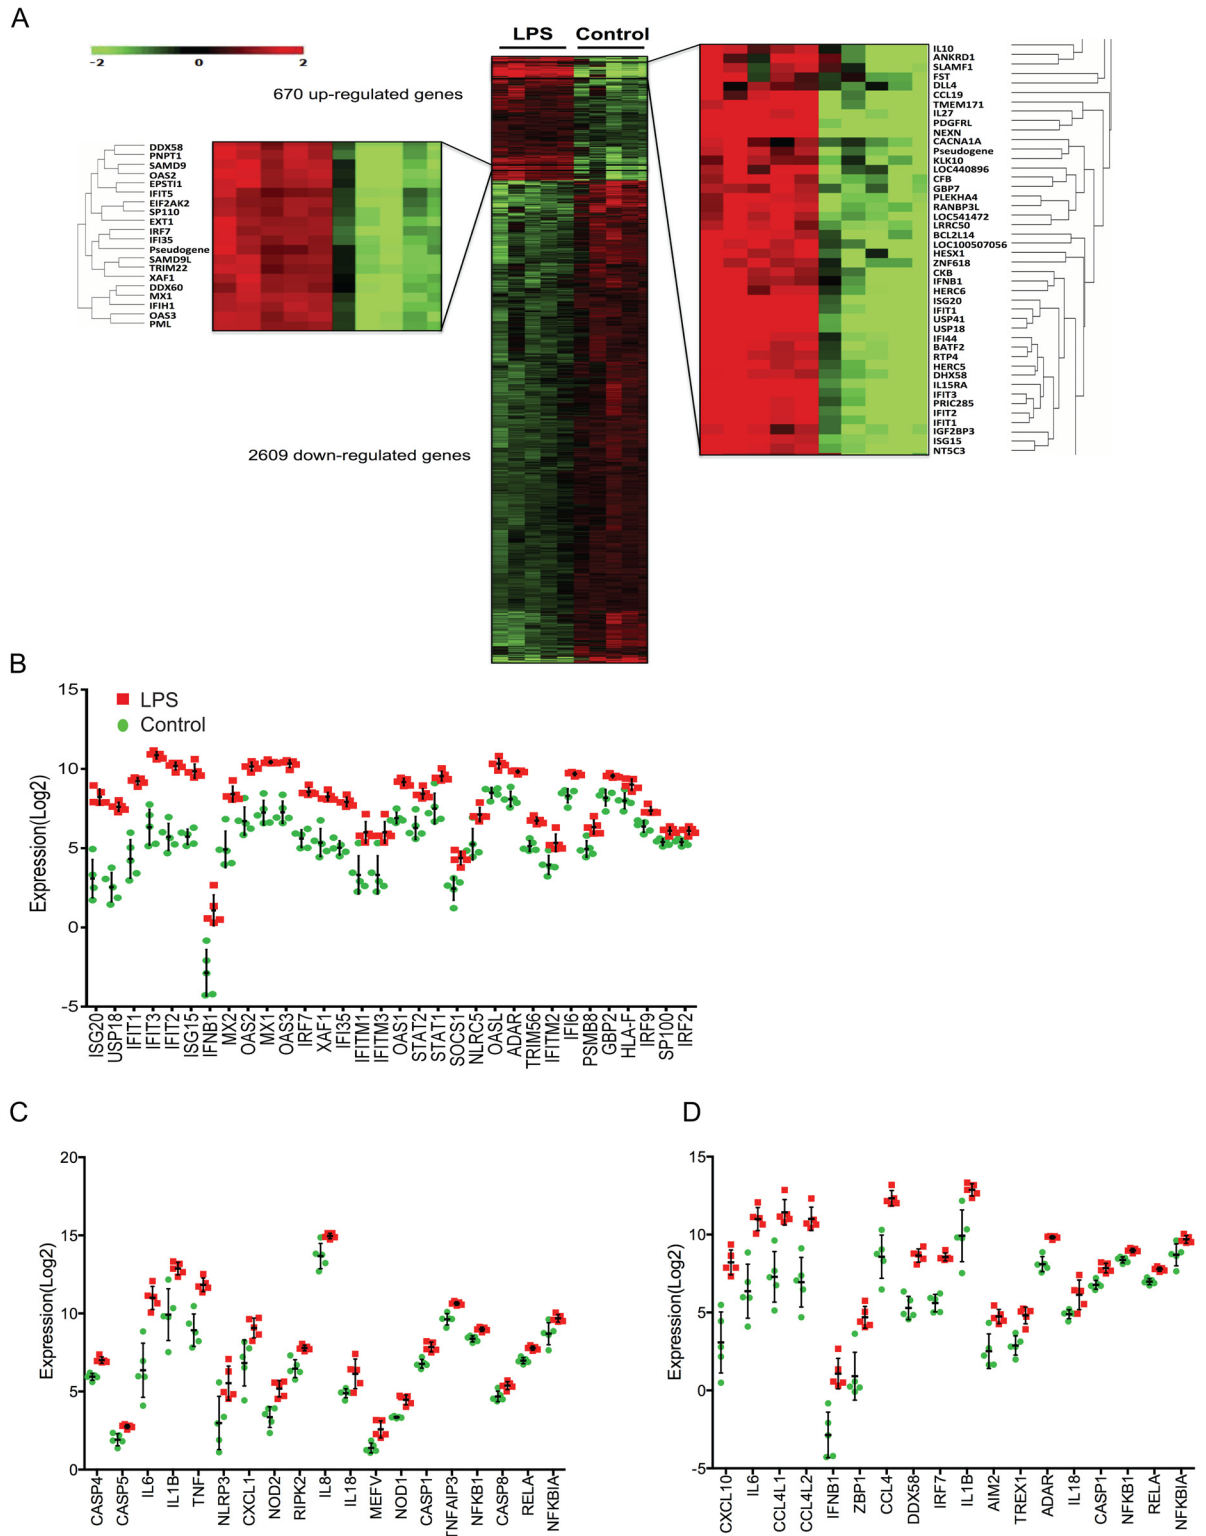 A
LPS Control
-2 0 2
670 up-regulated genes
DDX58
PNPT1
SAMD9
OAS2
EPSTI1
IFIT5
EIF2AK2
SP110
EXT1
IRF7
IFI35
Pseudogene
SAMD9L
TRIM22
XAF1
DDX60
MX1
IFIH1
OAS3
PML
2609 down-regulated genes
IL10
ANKRD1
SLAMF1
FST
DLL4
CCL19
TMEM171
IL27
PDGFRL
NEXN
CACNA1A
Pseudogene
KLK10
LOC440896
CFB
GBP7
PLEKHA4
RANBP3L
LOC541472
LRRC50
BCL2L14
LOC100507056
HESX1
ZNF618
CKB
IFNB1
HERC6
ISG20
IFIT1
USP41
USP18
IFI44
BATF2
RTP4
HERC5
DHX58
IL15RA
IFIT3
PRIC285
IFIT2
IFIT1
IGF2BP3
ISG15
NT5C3
B
LPS
Control
Expression(Log2)
15
10
5
0
-5
ISG20 USP18 IFIT1 IFIT3 IFIT2 ISG15 IFNB1 MX2 OAS2 MX1 OAS3 IRF7 XAF1 IFI35 IFITM1 IFITM3 OAS1 STAT2 STAT1 SOCS1 NLRC5 OASL ADAR TRIM56 IFITM2 IFI6 PSMB8 GBP2 HLA-F IRF9 SP100 IRF2
C
Expression(Log2)
20
15
10
5
0
CASP4 CASP5 IL6 IL1B TNF NLRP3 CXCL1 NOD2 RIPK2 IL8 IL18 MEFV NOD1 CASP1 TNFAIP3 NFKB1 CASP8 RELA NFKBIA
D
Expression(Log2)
15
10
5
0
-5
CXCL10 IL6 CCL4L1 CCL4L2 IFNB1 ZBP1 CCL4 DDX58 IRF7 IL1B AIM2 TREX1 ADAR IL18 CASP1 NFKB1 RELA NFKBIA